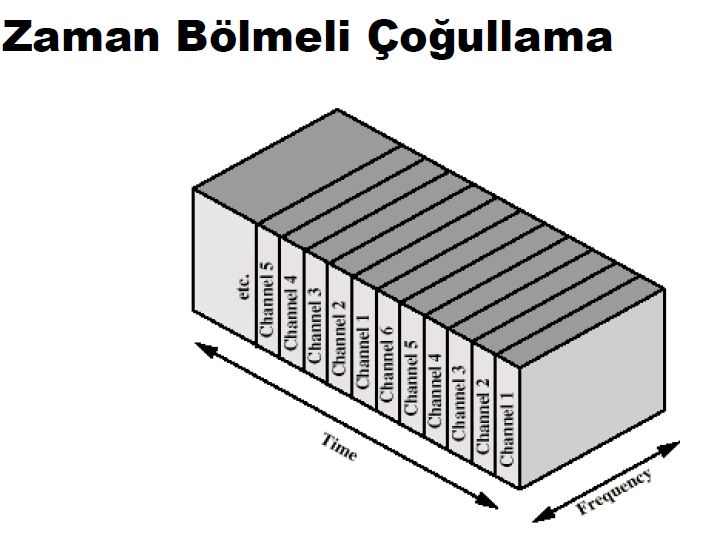 Zaman Bölmeli Çoğullama
etc.
Channel 5
Channel 4
Channel 3
Channel 2
Channel 1
Channel 6
Channel 5
Channel 4
Channel 3
Channel 2
Channel 1
Time
Frequency